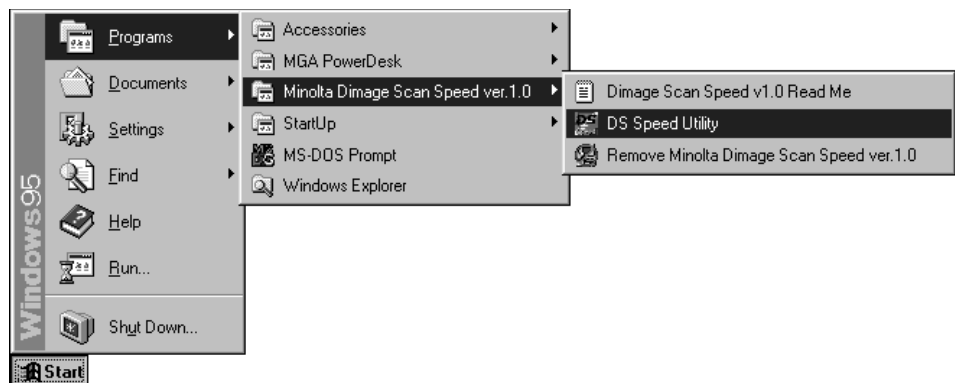 Programs
Documents
Settings
Find
Help
Run...
Shut Down...
Windows95
Start
Accessories
MGA PowerDesk
Minolta Dimage Scan Speed ver.1.0
StartUp
MS-DOS Prompt
Windows Explorer
Dimage Scan Speed v1.0 Read Me
DS Speed Utility
Remove Minolta Dimage Scan Speed ver.1.0